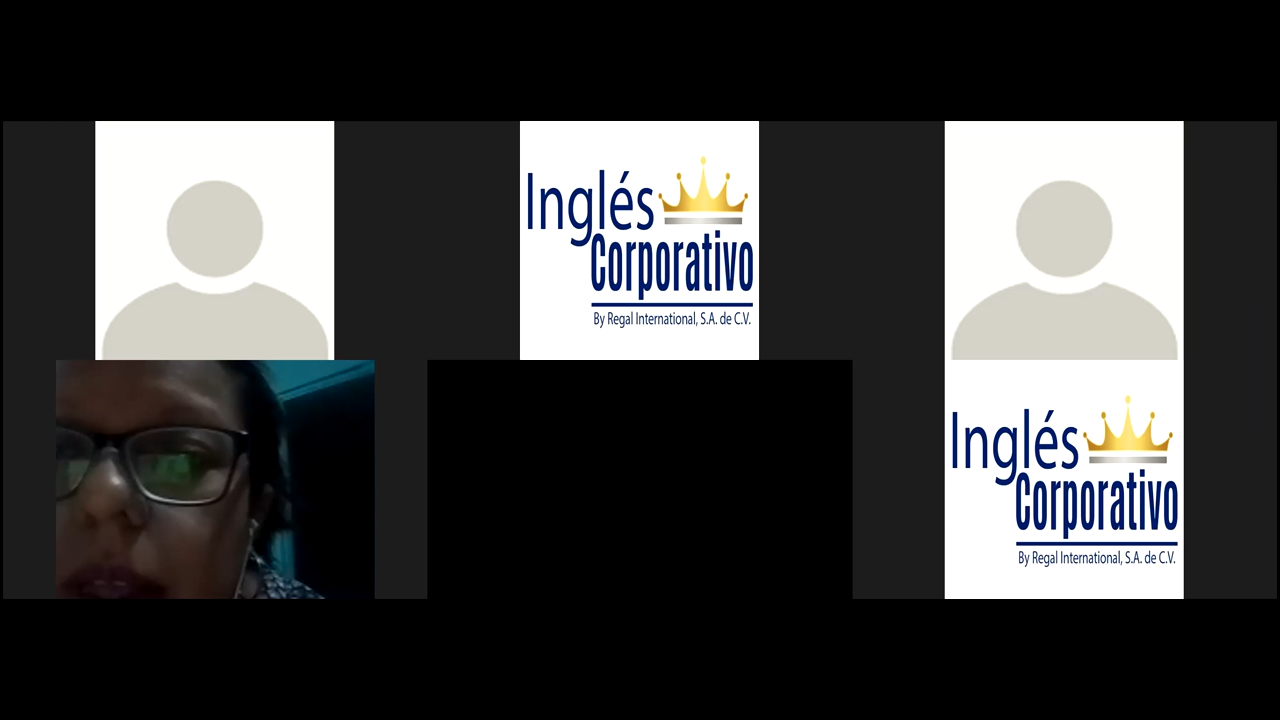 Inglés
Corporativo
By Regal International, S.A. de C.V.
Inglés
Corporativo
By Regal International, S.A. de C.V.